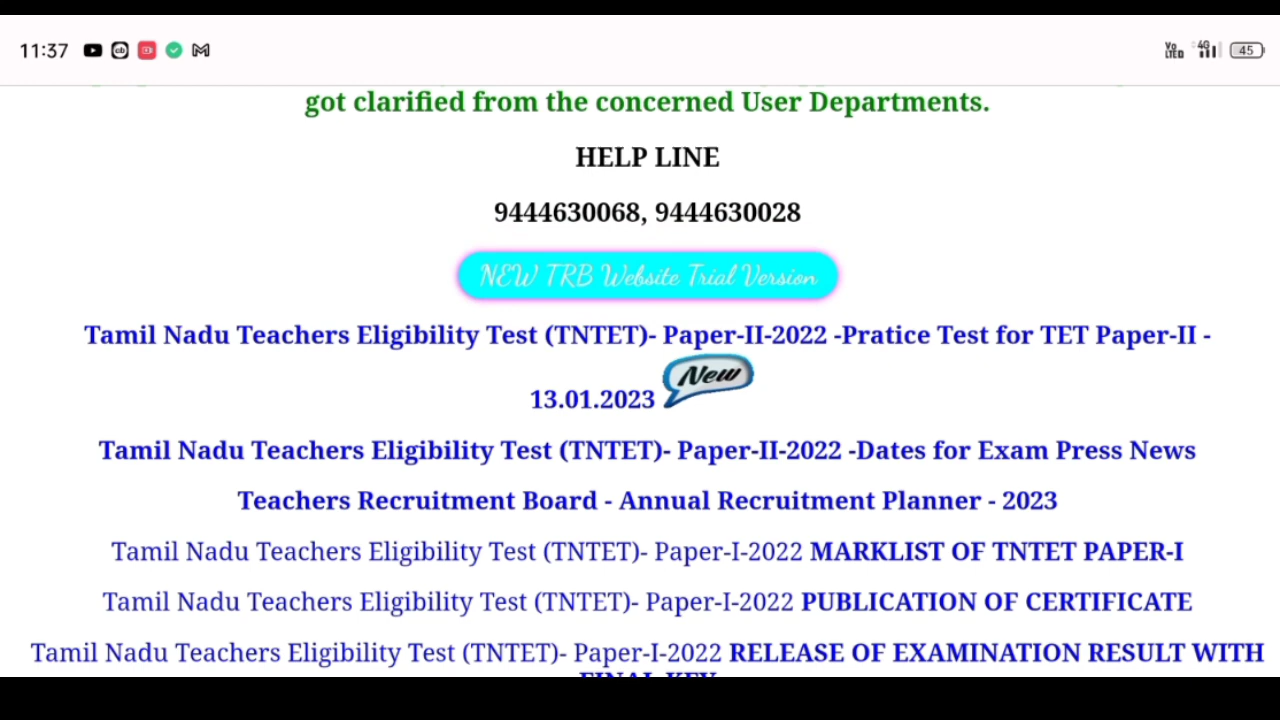 11:37
Vo LTE D 4G 45
got clarified from the concerned User Departments.
HELP LINE
9444630068, 9444630028
NEW TRB Website Trial Version
Tamil Nadu Teachers Eligibility Test (TNTET)- Paper-II-2022 -Pratice Test for TET Paper-II -
13.01.2023 New
Tamil Nadu Teachers Eligibility Test (TNTET)- Paper-II-2022 -Dates for Exam Press News
Teachers Recruitment Board - Annual Recruitment Planner - 2023
Tamil Nadu Teachers Eligibility Test (TNTET)- Paper-I-2022 MARKLIST OF TNTET PAPER-I
Tamil Nadu Teachers Eligibility Test (TNTET)- Paper-I-2022 PUBLICATION OF CERTIFICATE
Tamil Nadu Teachers Eligibility Test (TNTET)- Paper-I-2022 RELEASE OF EXAMINATION RESULT WITH
FINAL KEY